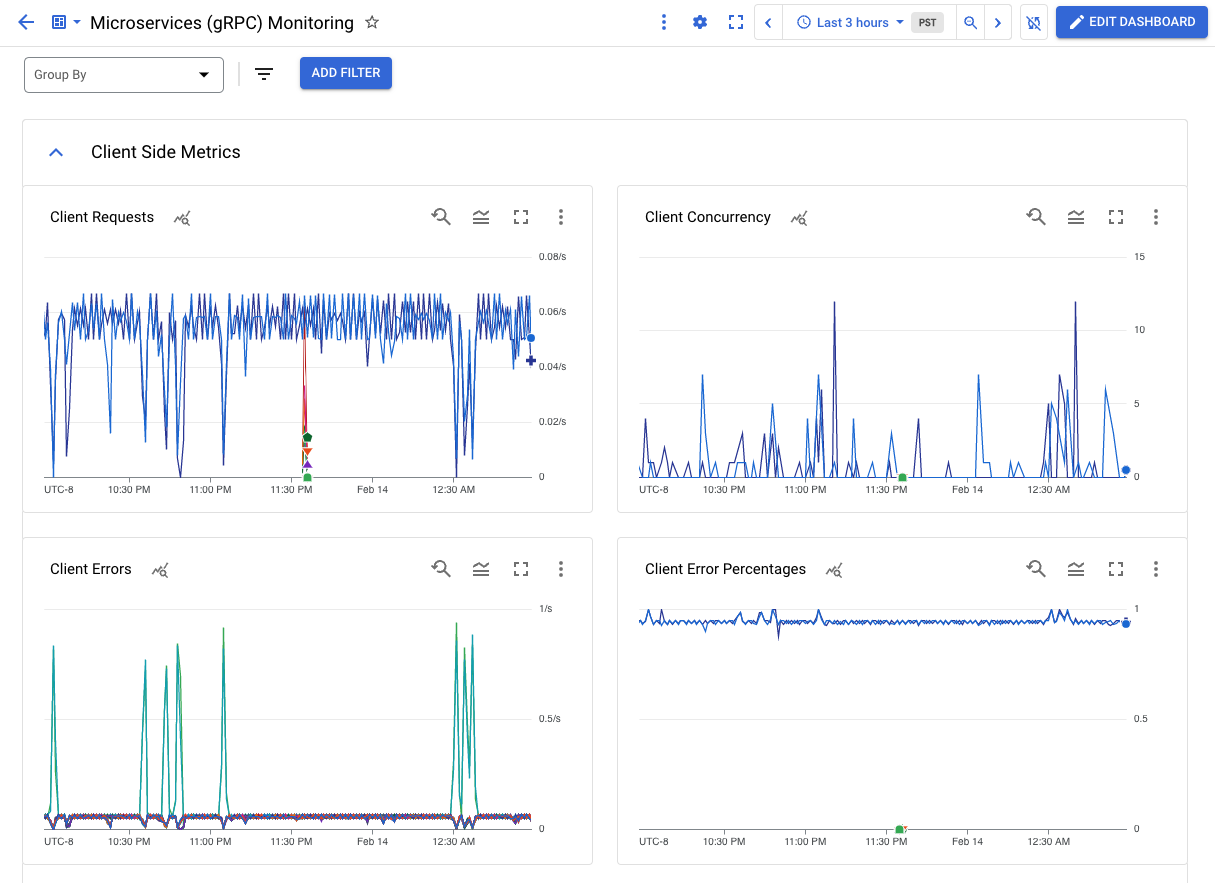 Microservices (gRPC) Monitoring
Last 3 hours
PST
EDIT DASHBOARD
Group By
ADD FILTER
Client Side Metrics
Client Requests
0.08/s
0.06/s
0.04/s
0.02/s
0
UTC-8 10:30 PM 11:00 PM 11:30 PM Feb 14 12:30 AM
Client Concurrency
15
10
5
0
UTC-8 10:30 PM 11:00 PM 11:30 PM Feb 14 12:30 AM
Client Errors
1/s
0.5/s
0
UTC-8 10:30 PM 11:00 PM 11:30 PM Feb 14 12:30 AM
Client Error Percentages
1
0.5
0
UTC-8 10:30 PM 11:00 PM 11:30 PM Feb 14 12:30 AM